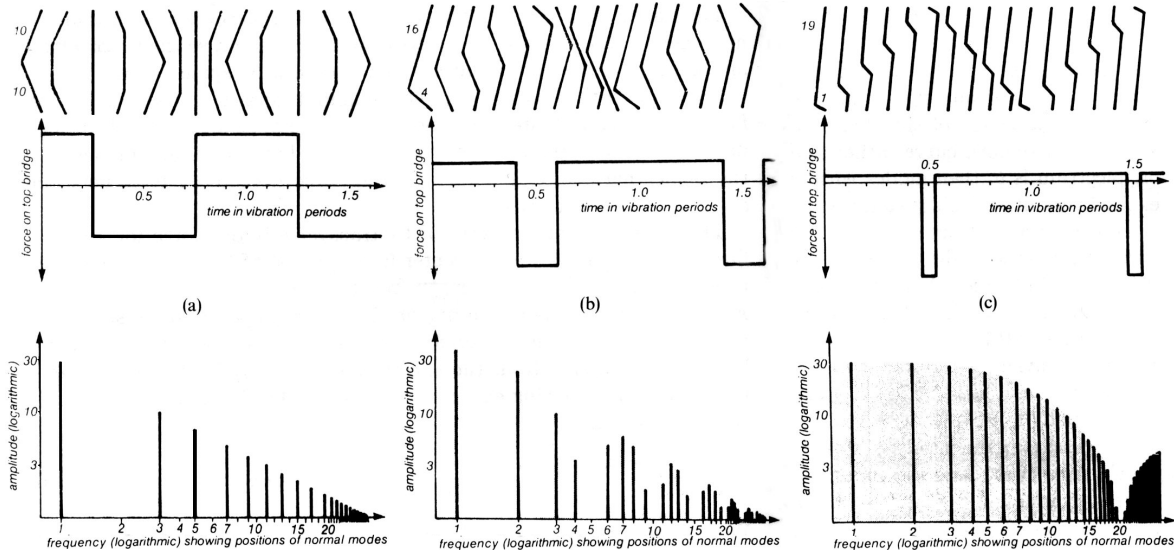 10
10
force on top bridge
0.5
1.0
1.5
time in vibration periods
(a)
16
4
force on top bridge
0.5
1.0
1.5
time in vibration periods
(b)
19
1
force on top bridge
0.5
1.0
1.5
time in vibration periods
(c)
amplitude (logarithmic)
30
10
3
1 2 3 4 5 6 7 10 15 20
frequency (logarithmic) showing positions of normal modes
amplitude (logarithmic)
30
10
3
1 2 3 4 5 6 7 10 15 20
frequency (logarithmic) showing positions of normal modes
amplitude (logarithmic)
30
10
3
1 2 3 4 5 6 7 10 15 20
frequency (logarithmic) showing positions of normal modes